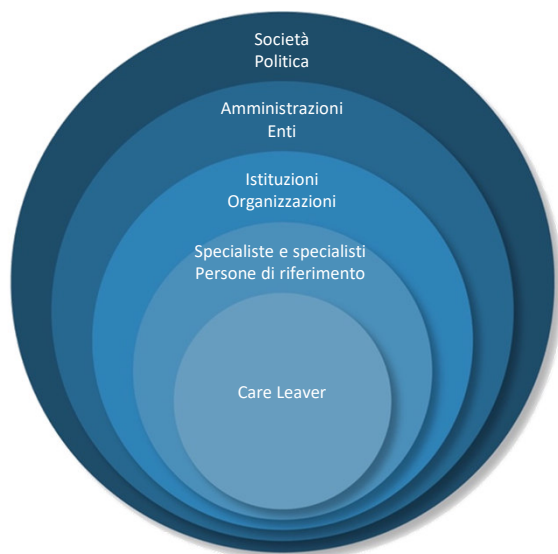 Società
Politica
Amministrazioni
Enti
Istituzioni
Organizzazioni
Specialiste e specialisti
Persone di riferimento
Care Leaver